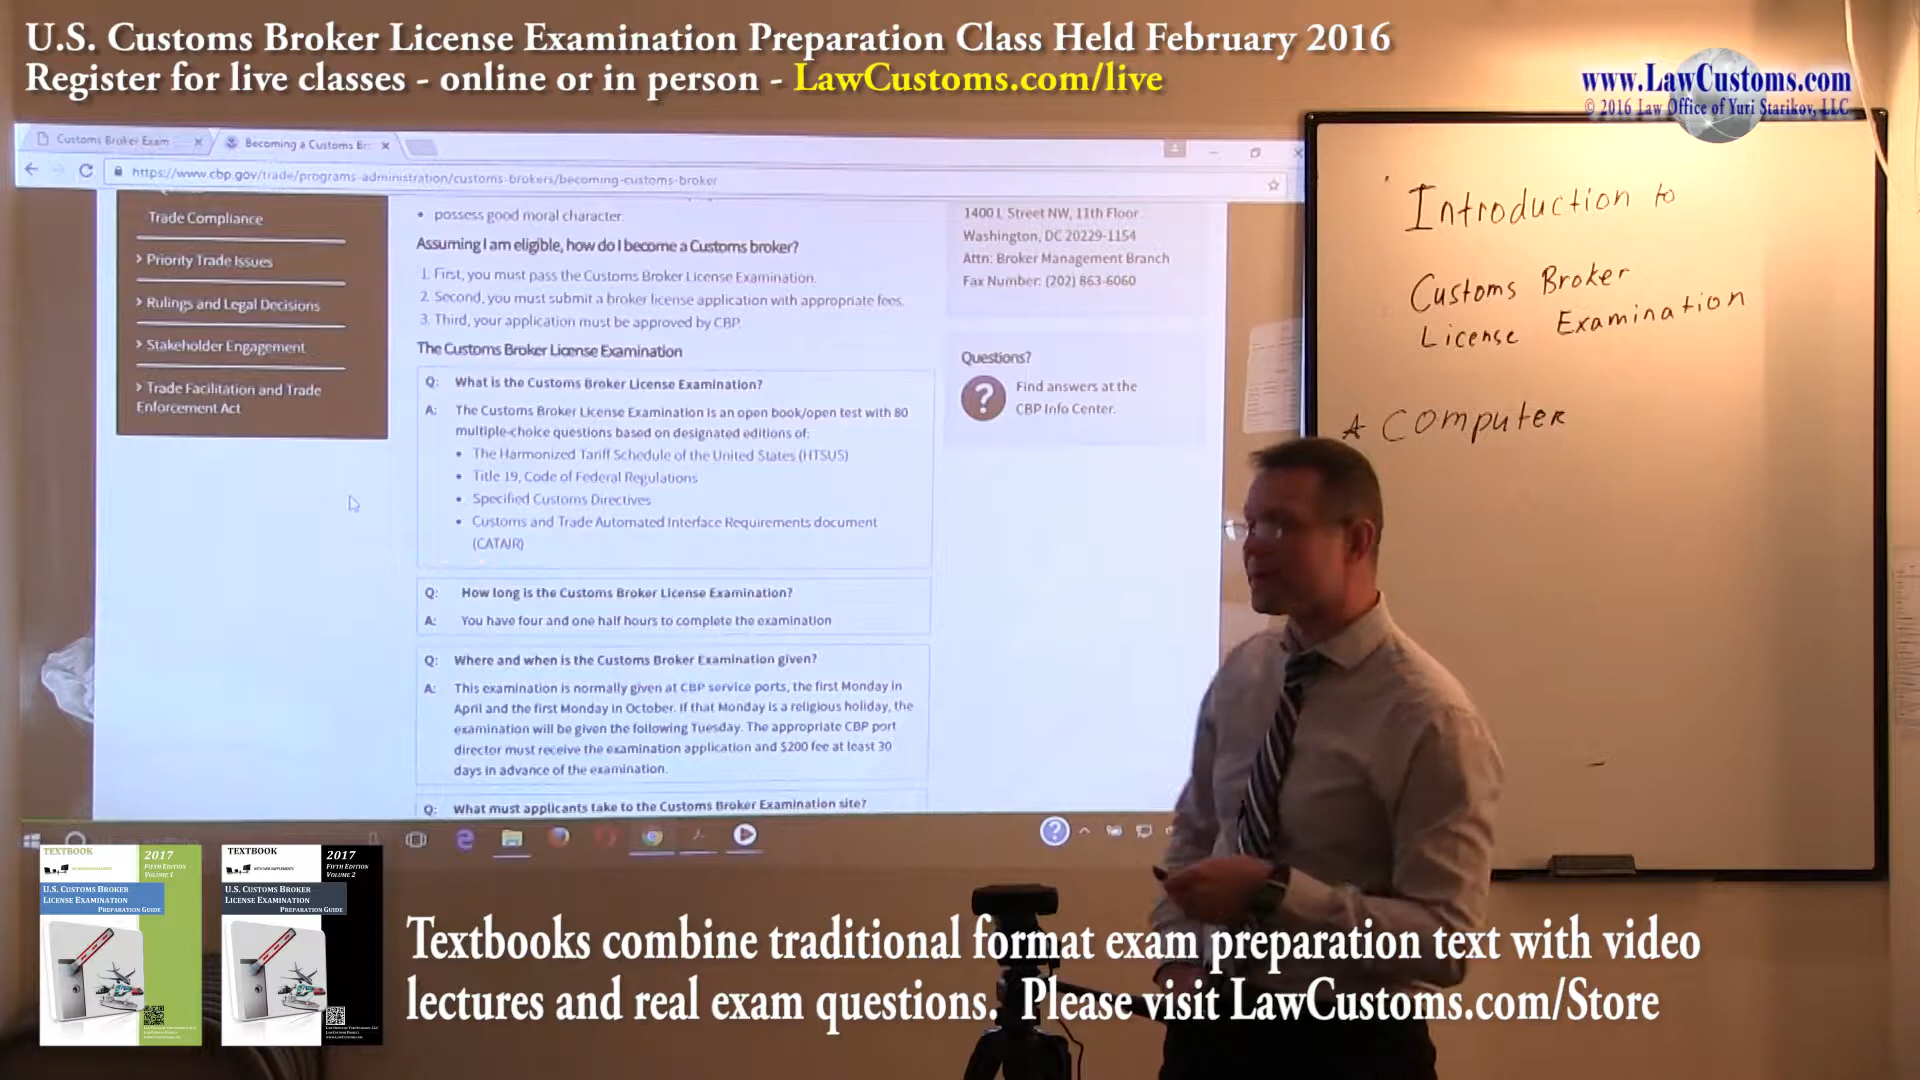 U.S. Customs Broker License Examination Preparation Class Held February 2016
Register for live classes - online or in person - LawCustoms.com/live
www.LawCustoms.com
© 2016 Law Office of Yuri Starikov, LLC
Customs Broker Exam
Becoming a Customs Br
https://www.cbp.gov/trade/programs-administration/customs-brokers/becoming-customs-broker
Trade Compliance
> Priority Trade Issues
> Rulings and Legal Decisions
> Stakeholder Engagement
> Trade Facilitation and Trade
Enforcement Act
• possess good moral character.
Assuming I am eligible, how do I become a Customs broker?
1. First, you must pass the Customs Broker License Examination.
2. Second, you must submit a broker license application with appropriate fees.
3. Third, your application must be approved by CBP.
The Customs Broker License Examination
Q: What is the Customs Broker License Examination?
A: The Customs Broker License Examination is an open book/open test with 80
multiple-choice questions based on designated editions of:
• The Harmonized Tariff Schedule of the United States (HTSUS)
• Title 19, Code of Federal Regulations
• Specified Customs Directives
• Customs and Trade Automated Interface Requirements document
(CATAIR)
Q: How long is the Customs Broker License Examination?
A: You have four and one half hours to complete the examination
Q: Where and when is the Customs Broker Examination given?
A: This examination is normally given at CBP service ports, the first Monday in
April and the first Monday in October. If that Monday is a religious holiday, the
examination will be given the following Tuesday. The appropriate CBP port
director must receive the examination application and $200 fee at least 30
days in advance of the examination.
Q: What must applicants take to the Customs Broker Examination site?
1400 L Street NW, 11th Floor
Washington, DC 20229-1154
Attn: Broker Management Branch
Fax Number: (202) 863-6060
Questions?
?
Find answers at the
CBP Info Center.
Introduction to
Customs Broker
License Examination
Computer
TEXTBOOK
2017
FIFTH EDITION
VOLUME 1
U.S. CUSTOMS BROKER
LICENSE EXAMINATION
PREPARATION GUIDE
TEXTBOOK
2017
FIFTH EDITION
VOLUME 2
U.S. CUSTOMS BROKER
LICENSE EXAMINATION
PREPARATION GUIDE
Textbooks combine traditional format exam preparation text with video
lectures and real exam questions. Please visit LawCustoms.com/Store